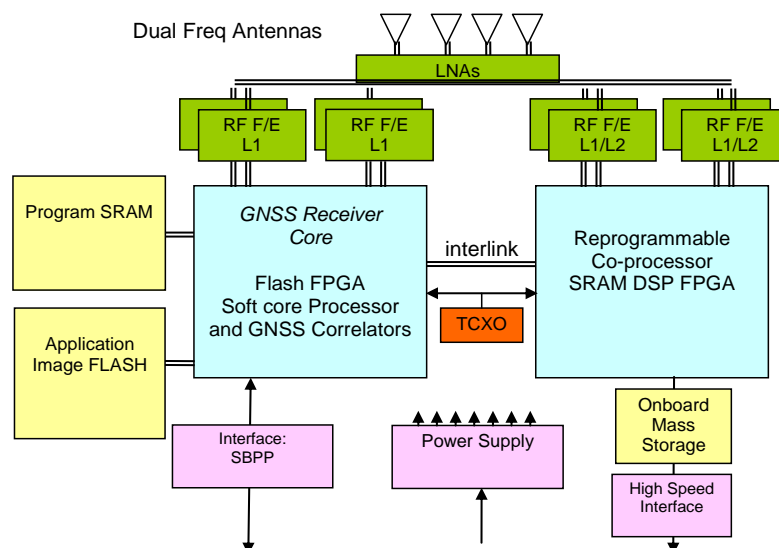 Dual Freq Antennas
LNAs
RF F/E
L1
RF F/E
L1
RF F/E
L1/L2
RF F/E
L1/L2
Program SRAM
GNSS Receiver
Core
Flash FPGA
Soft core Processor
and GNSS Correlators
interlink
Reprogrammable
Co-processor
SRAM DSP FPGA
TCXO
Application
Image FLASH
Interface:
SBPP
Power Supply
Onboard
Mass
Storage
High Speed
Interface